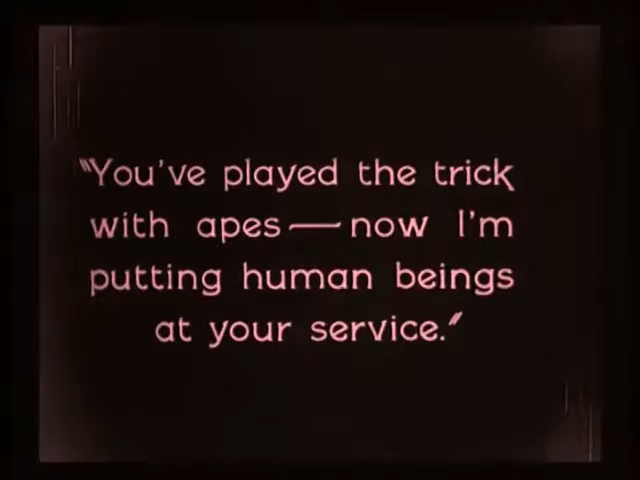 "You've played the trick
with apes — now I'm
putting human beings
at your service."